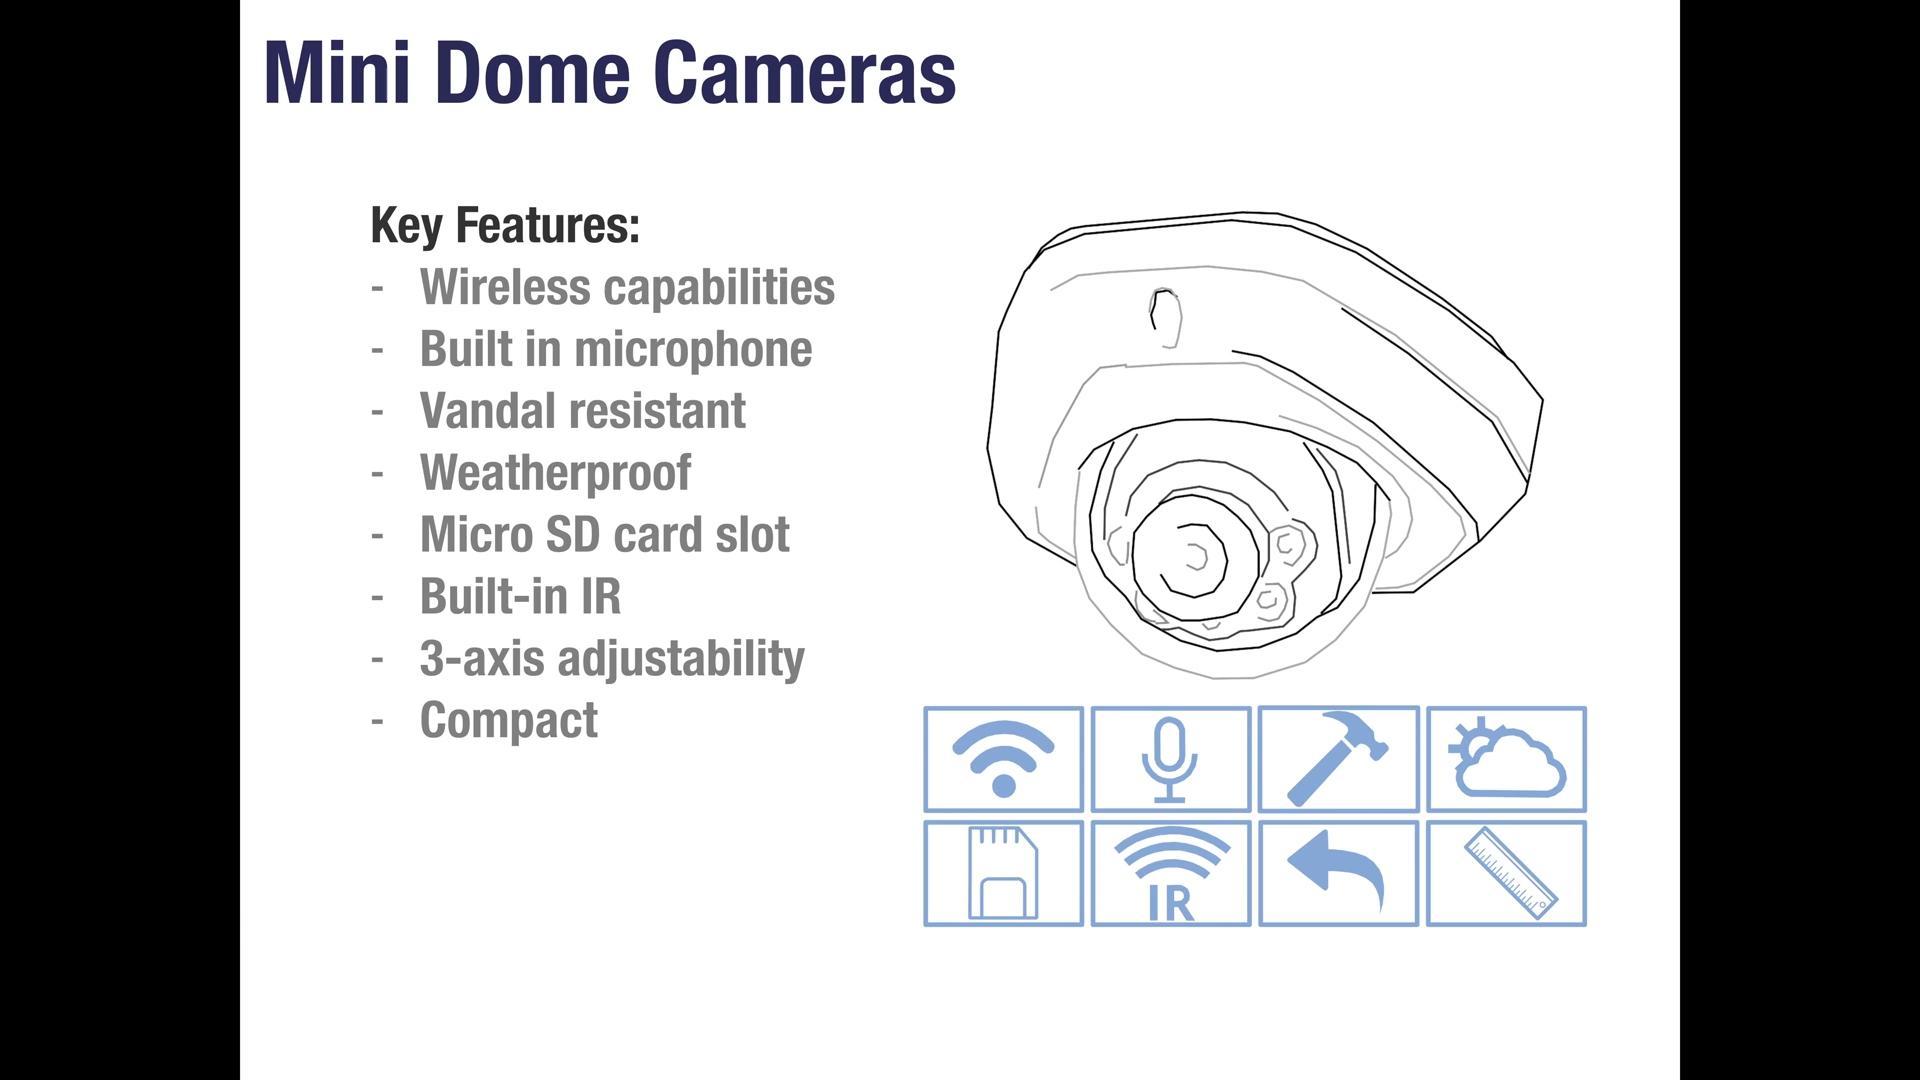 Mini Dome Cameras
Key Features:
- Wireless capabilities
- Built in microphone
- Vandal resistant
- Weatherproof
- Micro SD card slot
- Built-in IR
- 3-axis adjustability
- Compact
IR